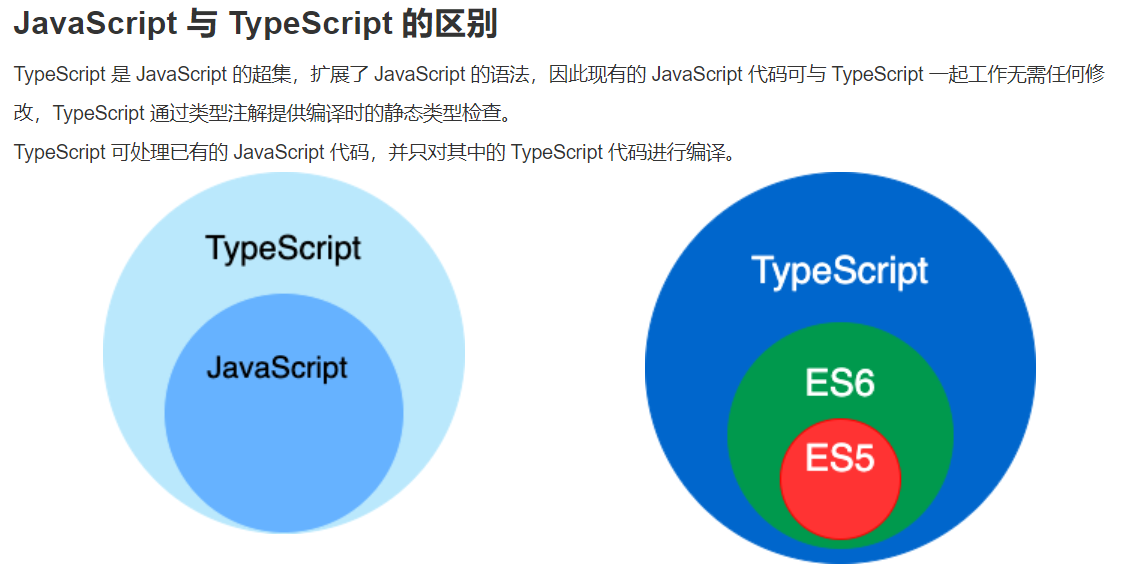 JavaScript 与 TypeScript 的区别
TypeScript 是 JavaScript 的超集，扩展了 JavaScript 的语法，因此现有的 JavaScript 代码可与 TypeScript 一起工作无需任何修
改，TypeScript 通过类型注解提供编译时的静态类型检查。
TypeScript 可处理已有的 JavaScript 代码，并只对其中的 TypeScript 代码进行编译。
TypeScript
JavaScript
TypeScript
ES6
ES5